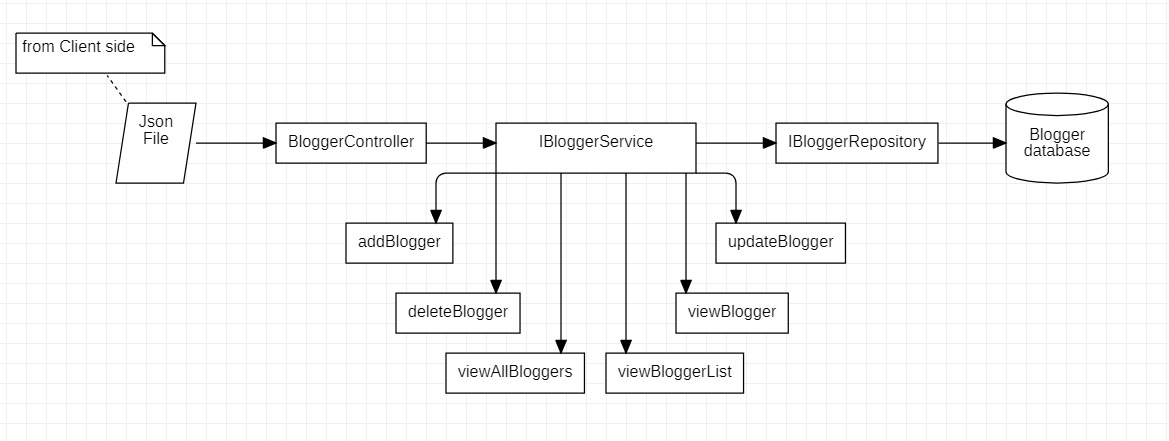 from Client side
Json
File
BloggerController
IBloggerService
IBloggerRepository
Blogger
database
addBlogger
updateBlogger
deleteBlogger
viewBlogger
viewAllBloggers
viewBloggerList